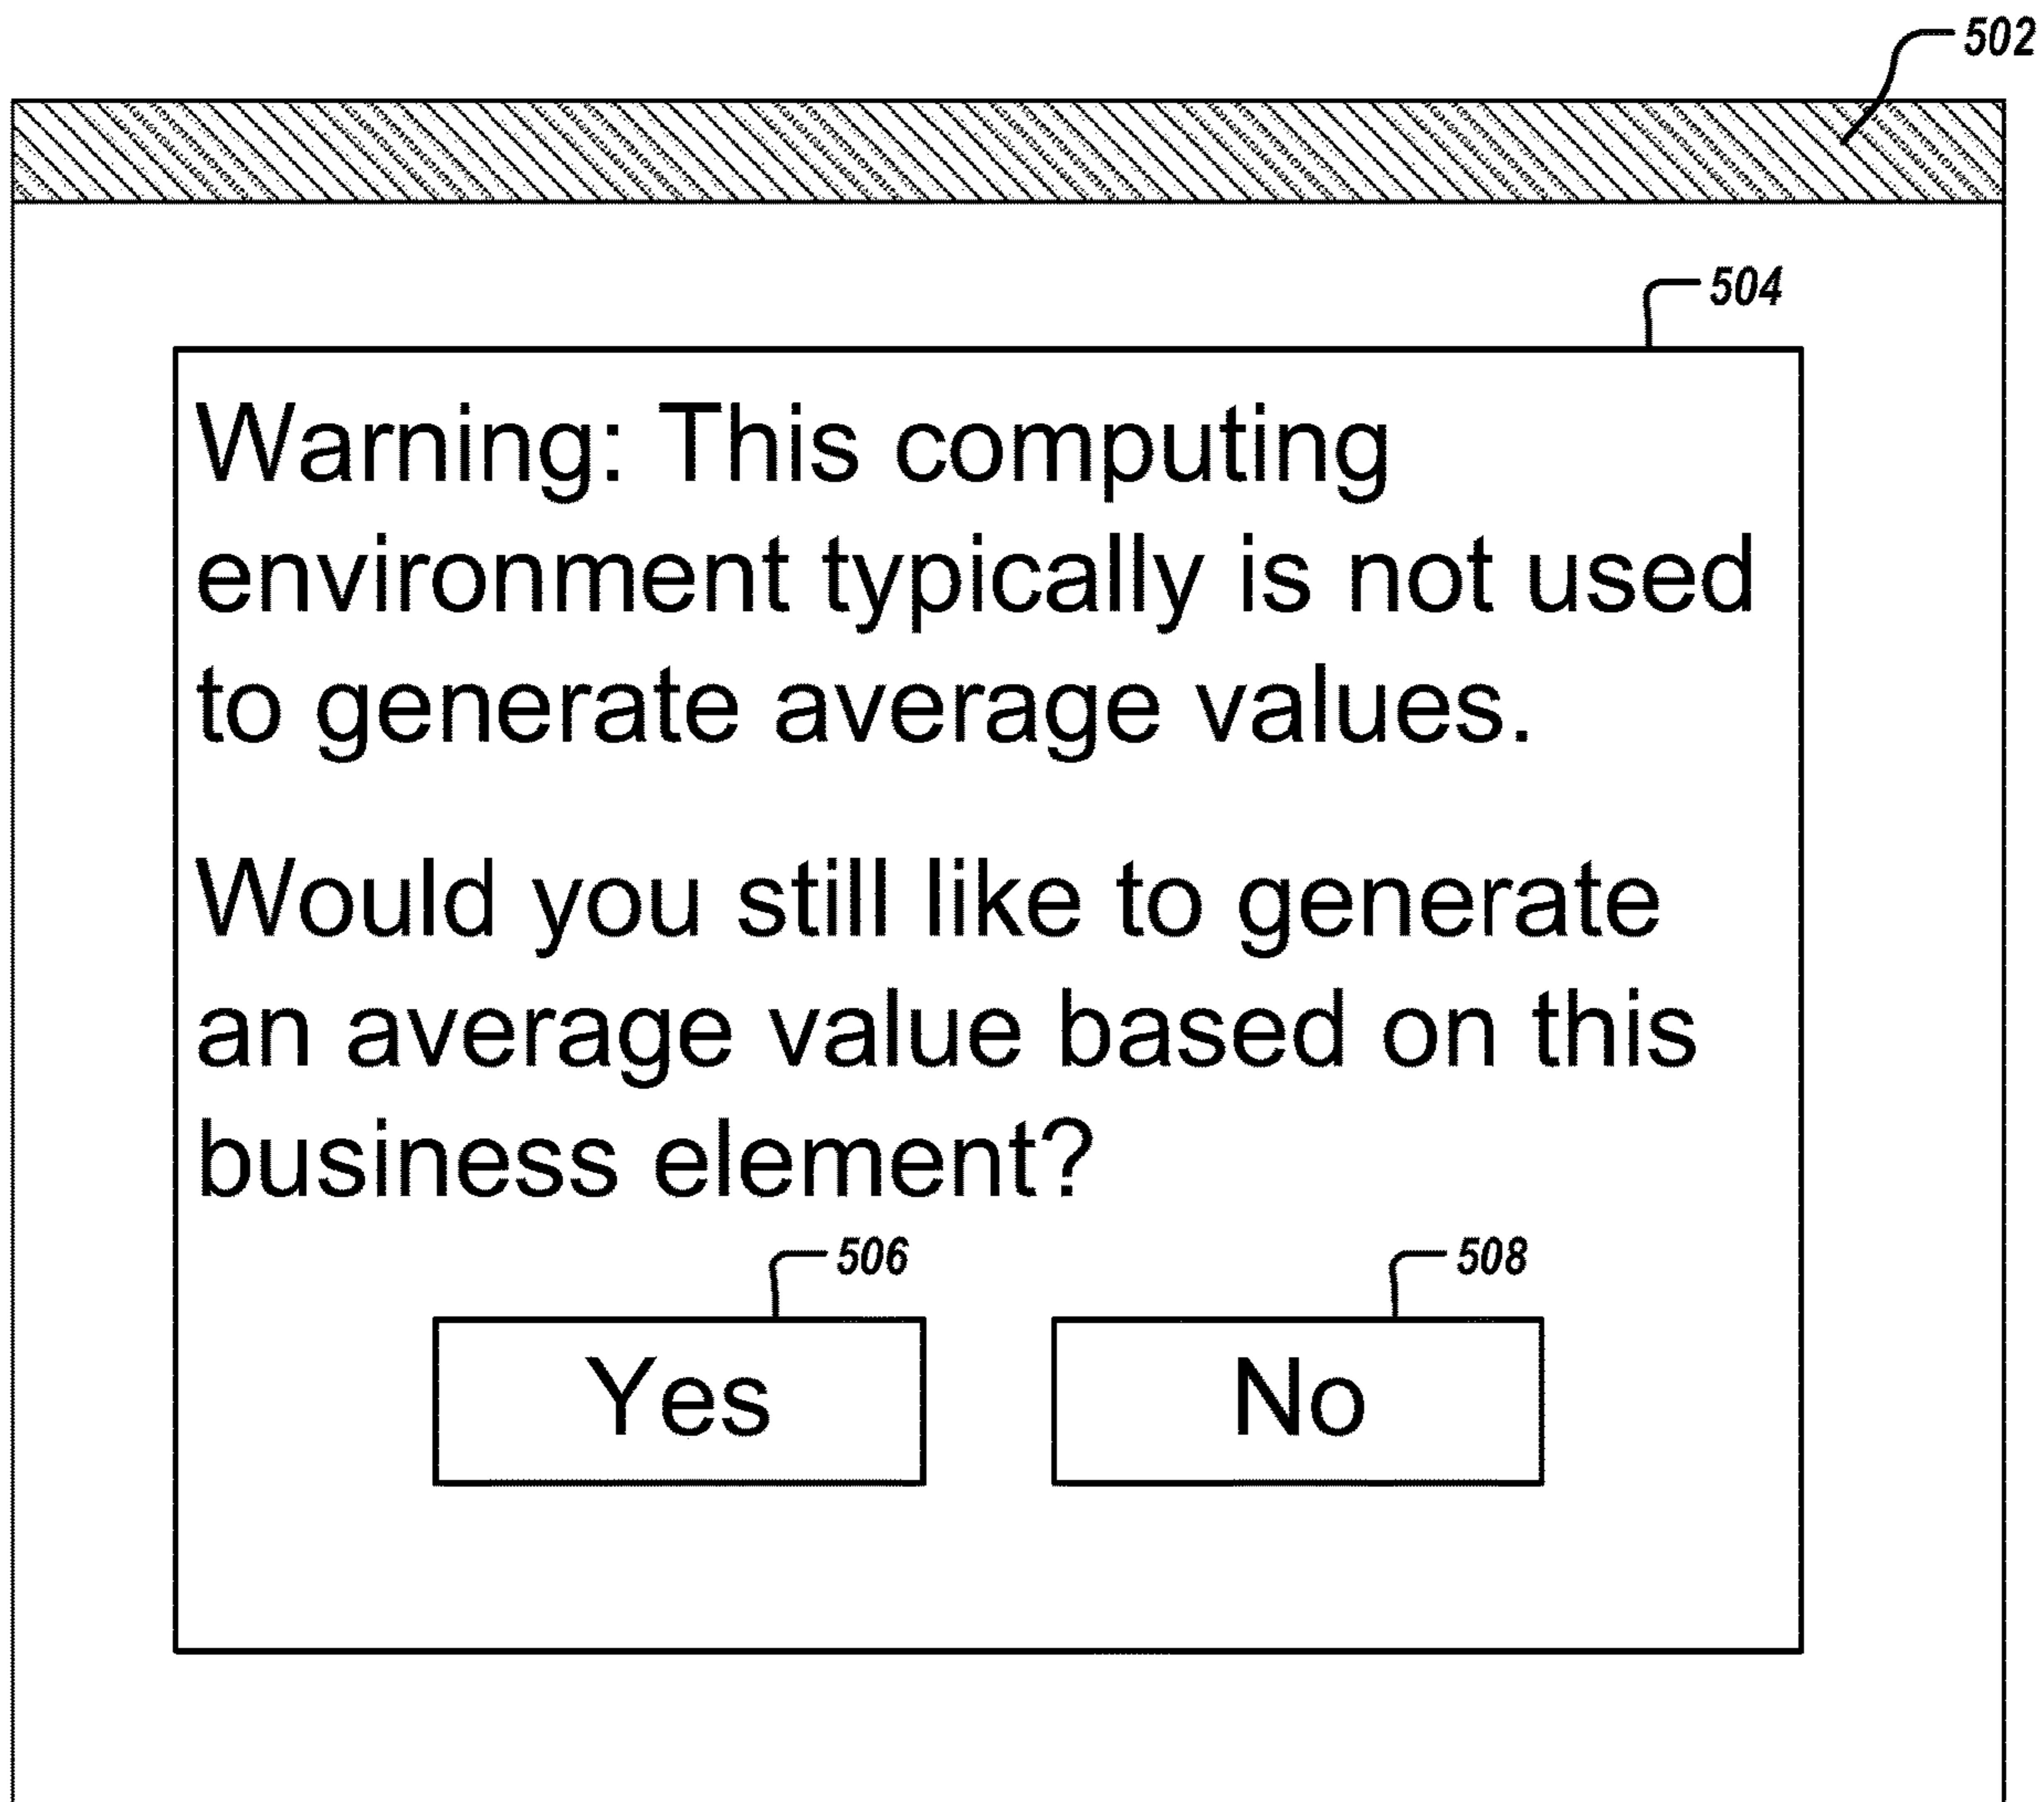 502
504
Warning: This computing
environment typically is not used
to generate average values.
Would you still like to generate
an average value based on this
business element?
506
508
Yes
No